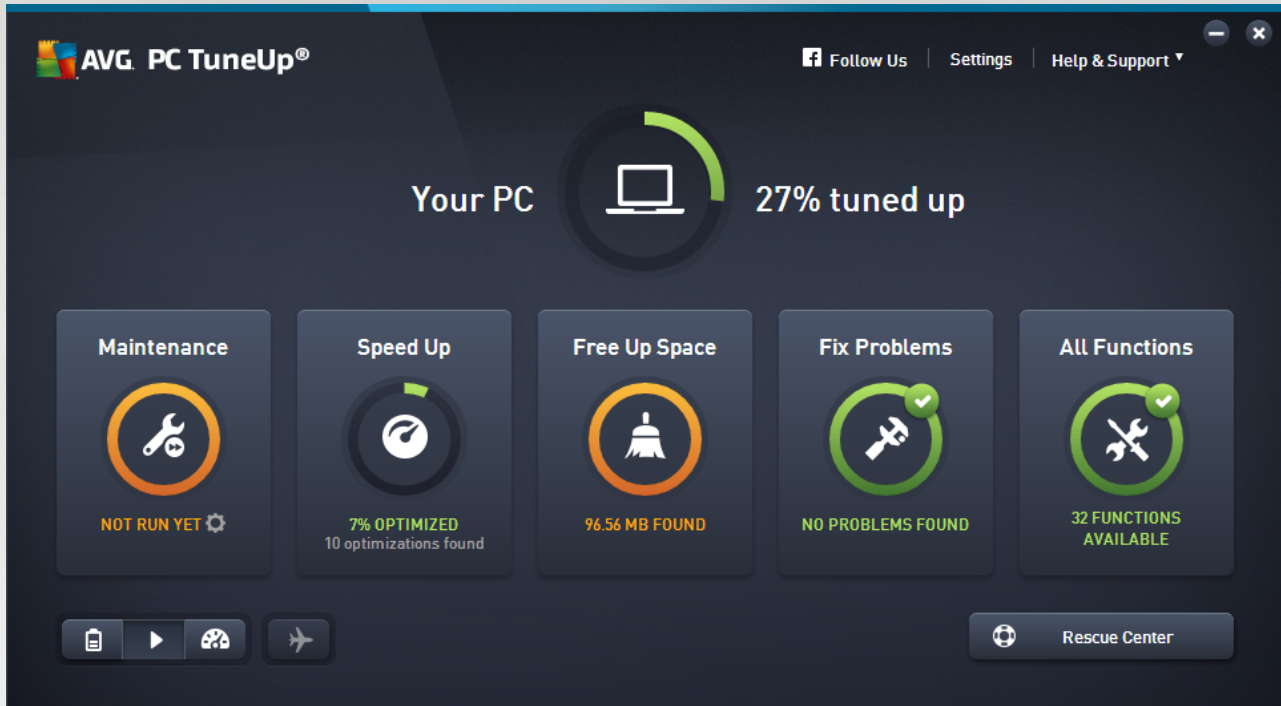 AVG. PC TuneUp®
Follow Us
Settings
Help & Support
Your PC
27% tuned up
Maintenance
NOT RUN YET
Speed Up
7% OPTIMIZED
10 optimizations found
Free Up Space
96.56 MB FOUND
Fix Problems
NO PROBLEMS FOUND
All Functions
32 FUNCTIONS
AVAILABLE
Rescue Center